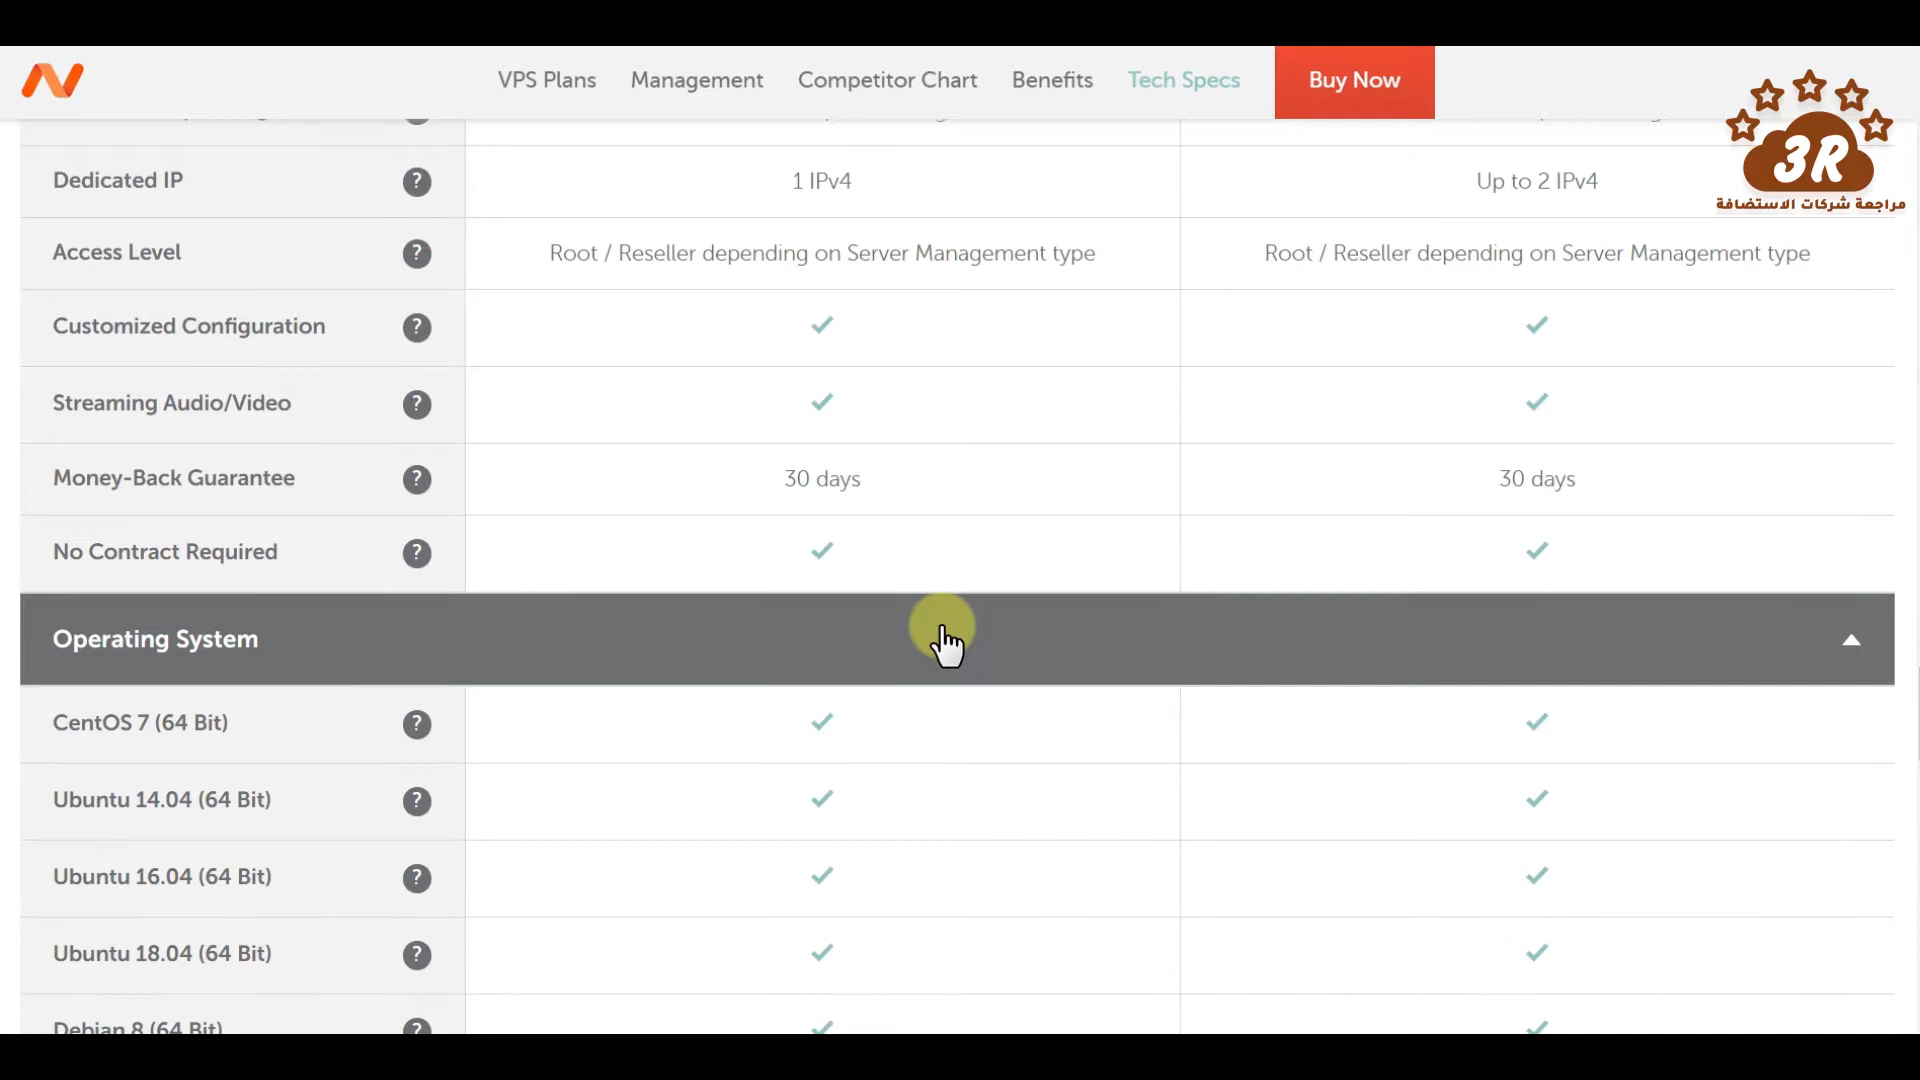 VPS Plans Management Competitor Chart Benefits Tech Specs Buy Now
3R
مراجعة شركات الاستضافة
Dedicated IP ? 1 IPv4 Up to 2 IPv4
Access Level ? Root / Reseller depending on Server Management type Root / Reseller depending on Server Management type
Customized Configuration ?
Streaming Audio/Video ?
Money-Back Guarantee ? 30 days 30 days
No Contract Required ?
Operating System
CentOS 7 (64 Bit) ?
Ubuntu 14.04 (64 Bit) ?
Ubuntu 16.04 (64 Bit) ?
Ubuntu 18.04 (64 Bit) ?
Debian 8 (64 Bit) ?